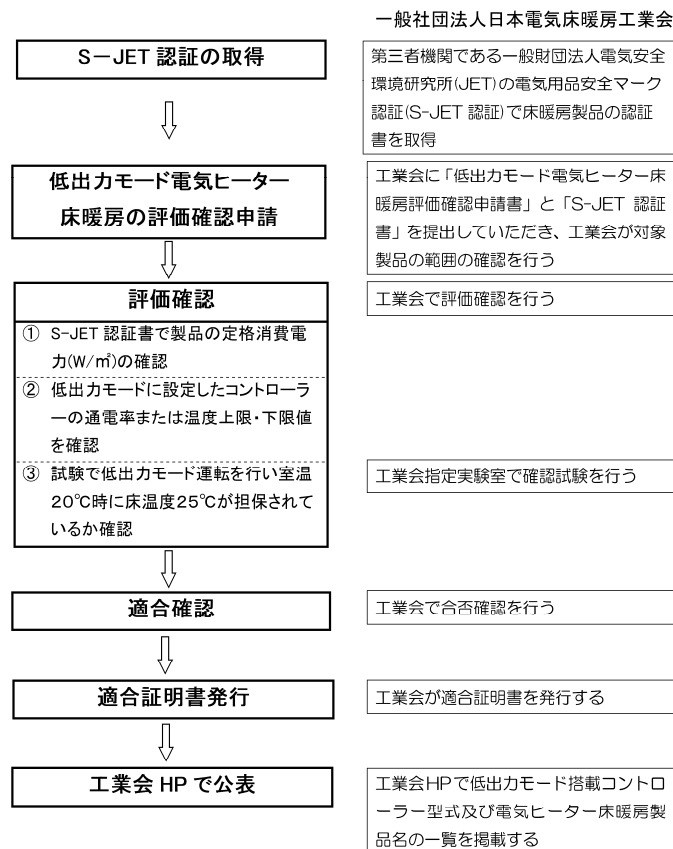 一般社団法人日本電気床暖房工業会
S－JET 認証の取得
第三者機関である一般財団法人電気安全
環境研究所(JET)の電気用品安全マーク
認証(S-JET 認証)で床暖房製品の認証
書を取得
低出力モード電気ヒーター
床暖房の評価確認申請
工業会に「低出力モード電気ヒーター床
暖房評価確認申請書」と「S-JET 認証
書」を提出していただき、工業会が対象
製品の範囲の確認を行う
評価確認
工業会で評価確認を行う
① S-JET 認証書で製品の定格消費電
力(W/㎡)の確認
② 低出力モードに設定したコントローラ
ーの通電率または温度上限・下限値
を確認
③ 試験で低出力モード運転を行い室温
20℃時に床温度25℃が担保されて
いるか確認
工業会指定実験室で確認試験を行う
適合確認
工業会で合否確認を行う
適合証明書発行
工業会が適合証明書を発行する
工業会 HP で公表
工業会HPで低出力モード搭載コントロ
ーラー型式及び電気ヒーター床暖房製
品名の一覧を掲載する